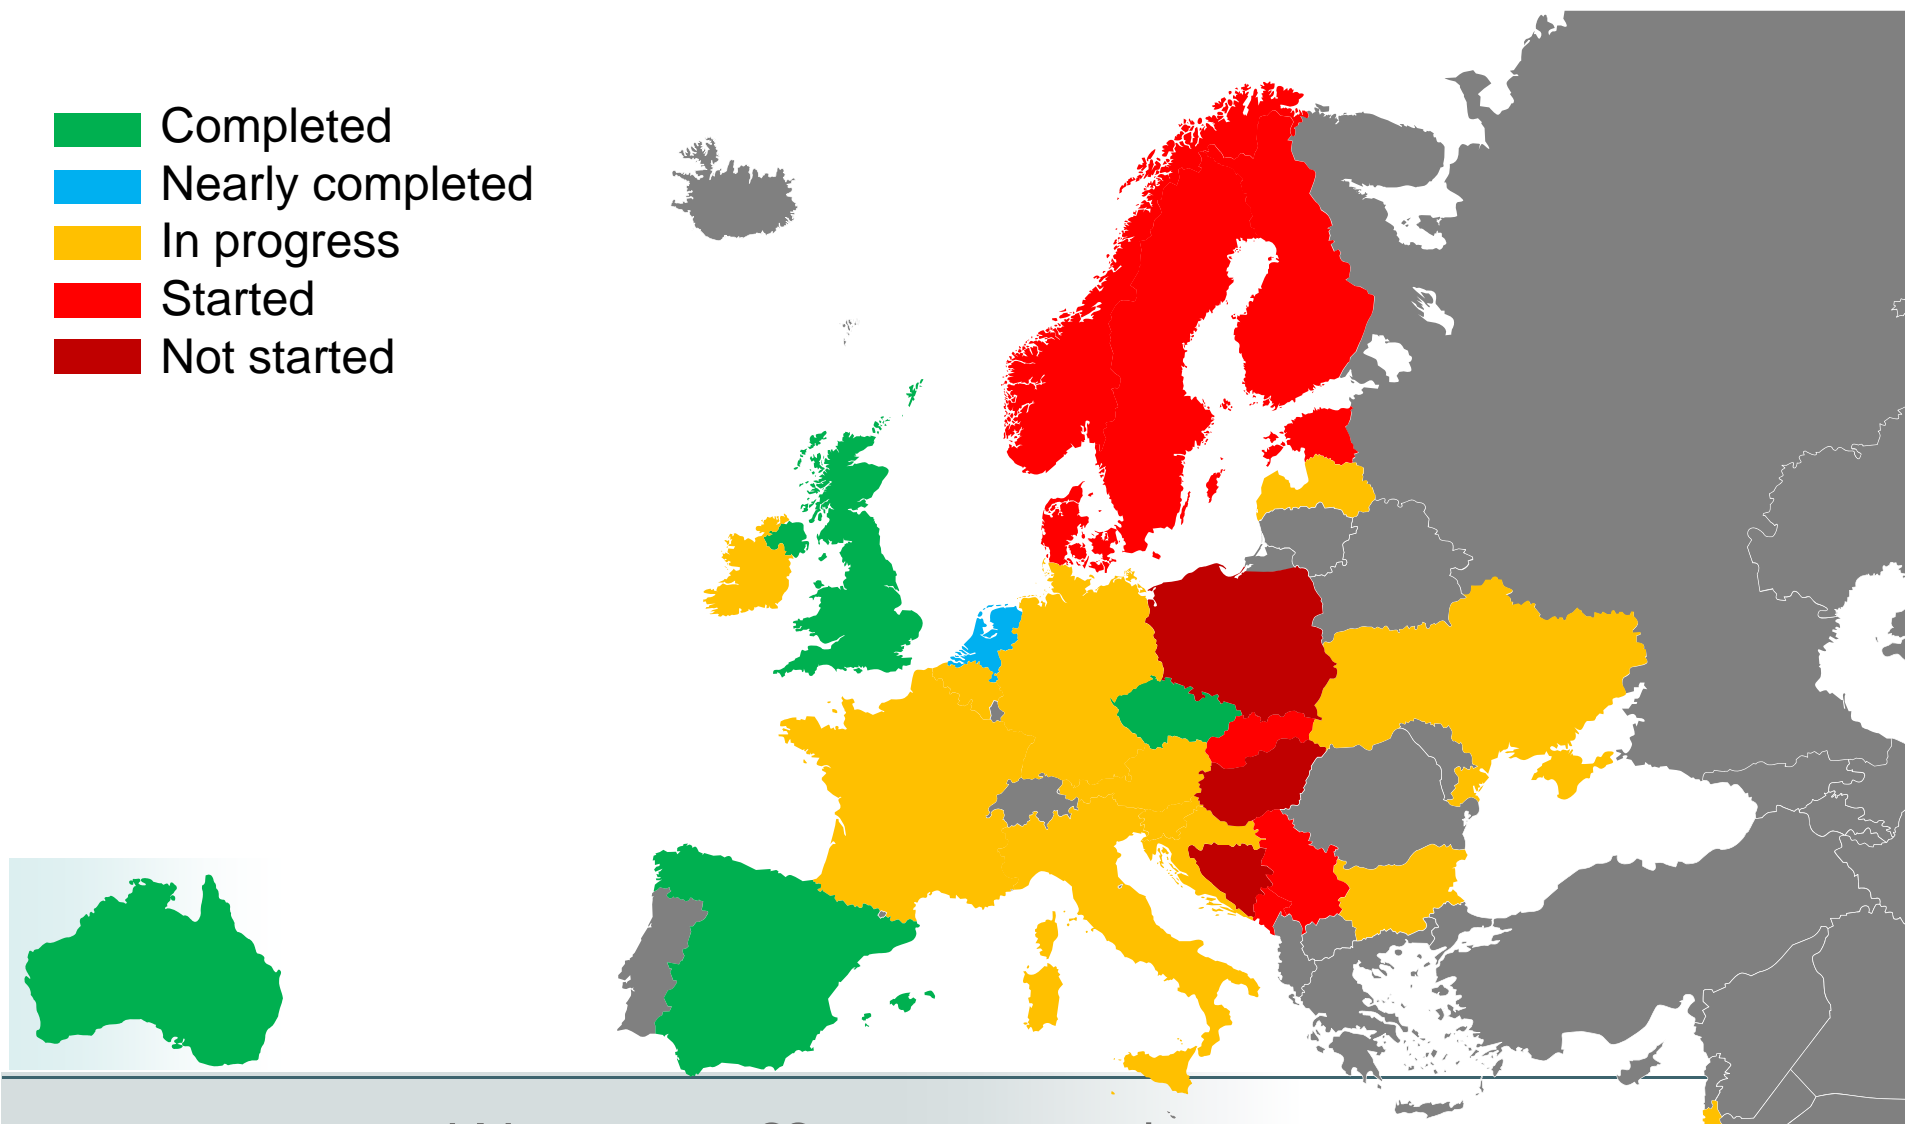 Completed
Nearly completed
In progress
Started
Not started